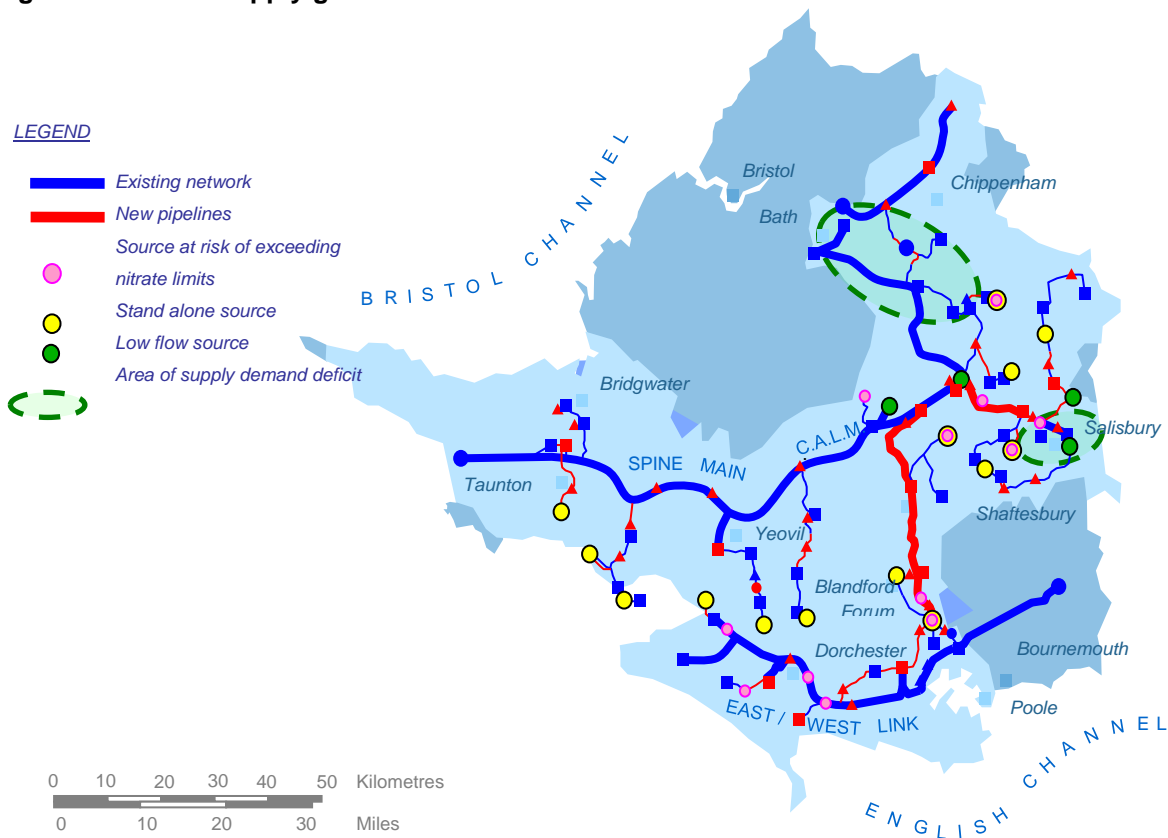 LEGEND
Existing network
New pipelines
Source at risk of exceeding
nitrate limits
Stand alone source
Low flow source
Area of supply demand deficit
BRISTOL CHANNEL
Bristol
Chippenham
Bath
Bridgwater
C.A.L.M
Salisbury
SPINE MAIN
Taunton
Shaftesbury
Yeovil
Blandford
Forum
Dorchester
Bournemouth
EAST / WEST LINK
Poole
ENGLISH CHANNEL
0 10 20 30 40 50 Kilometres
0 10 20 30 Miles